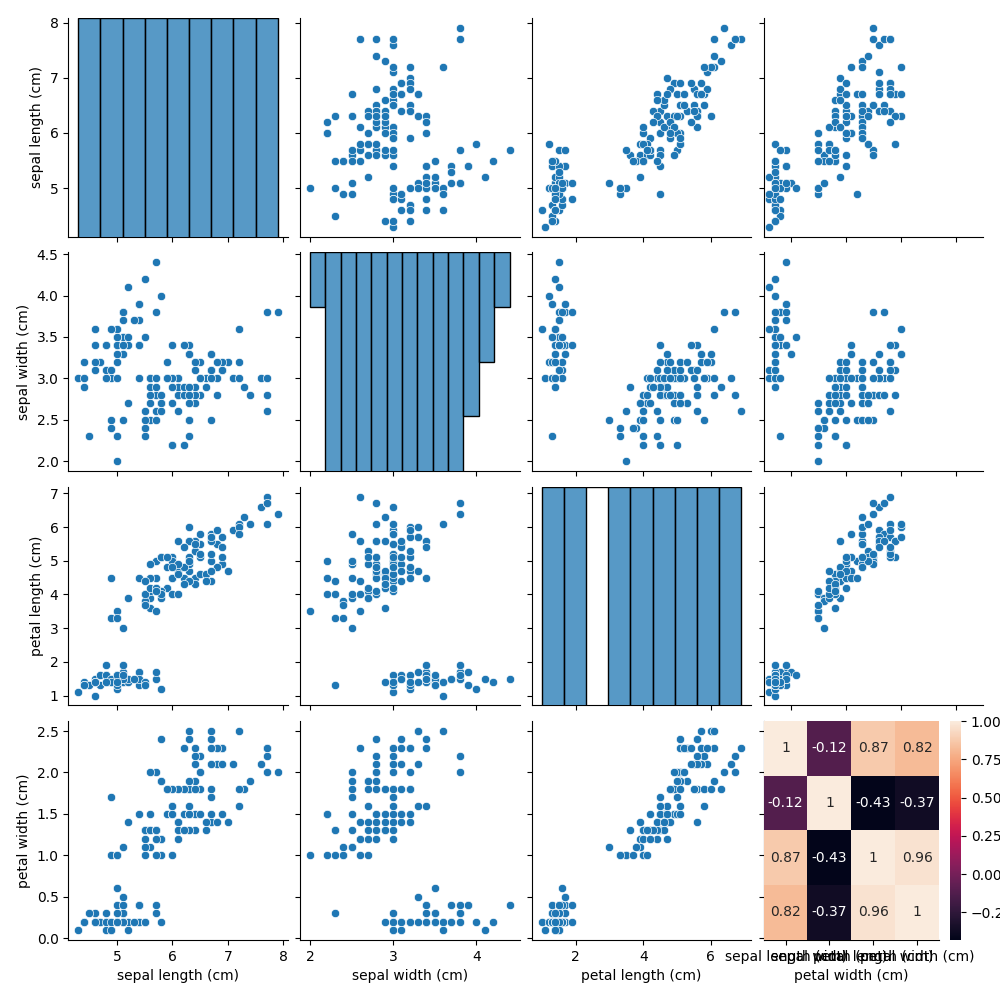 8
7
6
5
sepal length (cm)
4.5
4.0
3.5
3.0
2.5
2.0
sepal width (cm)
7
6
5
4
3
2
1
petal length (cm)
2.5
2.0
1.5
1.0
0.5
0.0
petal width (cm)
1 -0.12 0.87 0.82
-0.12 1 -0.43 -0.37
0.87 -0.43 1 0.96
0.82 -0.37 0.96 1
1.00
0.75
0.50
0.25
0.00
−0.2
5 6 7 8
2 3 4
2 4 6
sepal length (cm)
sepal width (cm)
petal length (cm)
petal width (cm)